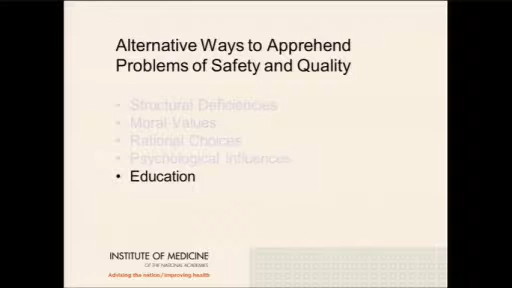 Alternative Ways to Apprehend
Problems of Safety and Quality
• Structural Deficiencies
• Moral Values
• Rational Choices
• Psychological Influences
• Education
INSTITUTE OF MEDICINE
OF THE NATIONAL ACADEMIES
Advising the nation/Improving health